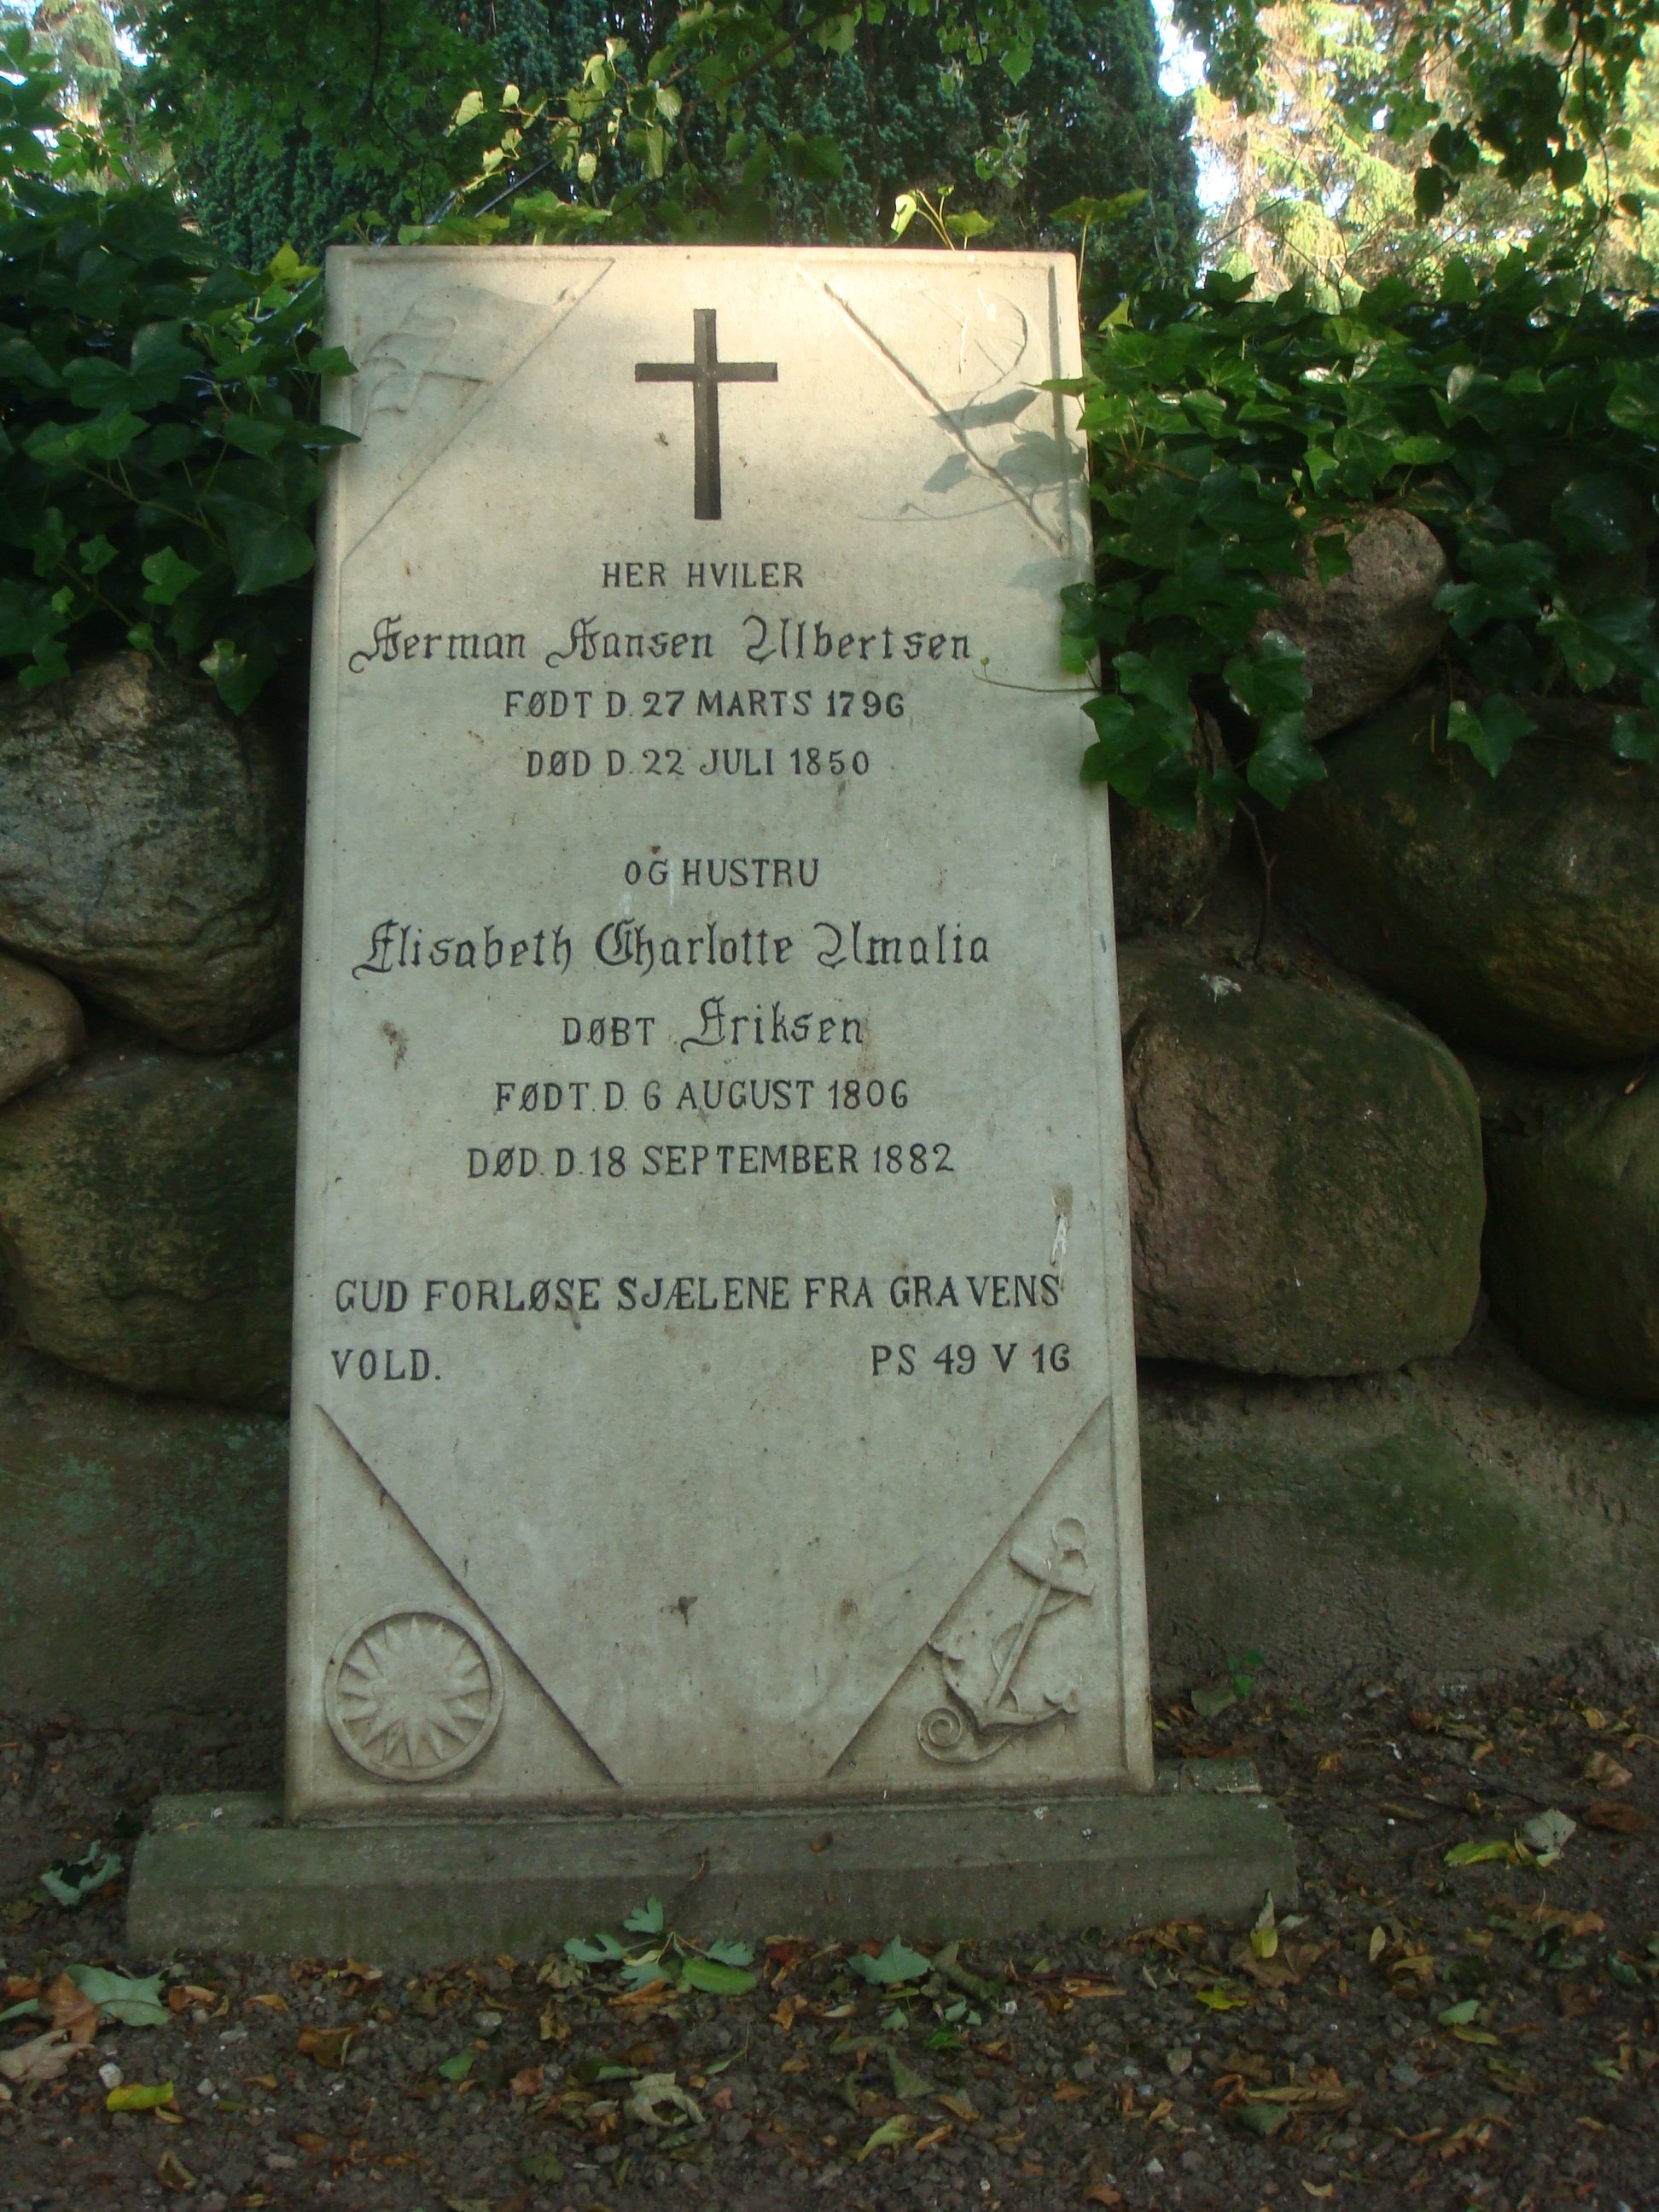 HER HVILER
Herman Hansen Albertsen
FØDT D. 27 MARTS 1796
DØD D. 22 JULI 1850
OG HUSTRU
Elisabeth Charlotte Amalia
DØBT Eriksen
FØDT. D. 6 AUGUST 1806
DØD. D. 18 SEPTEMBER 1882
GUD FORLØSE SJÆLENE FRA GRAVENS
VOLD. PS 49 V 16